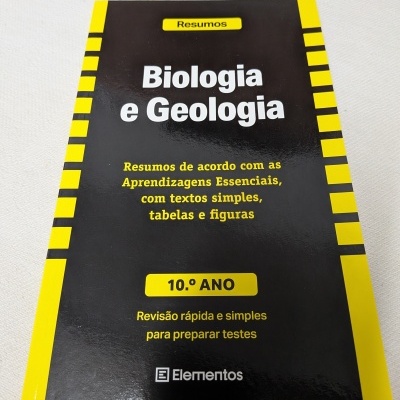 Resumos
Biologia
e Geologia
Resumos de acordo com as
Aprendizagens Essenciais,
com textos simples,
tabelas e figuras
10.º ANO
Revisão rápida e simples
para preparar testes
E Elementos